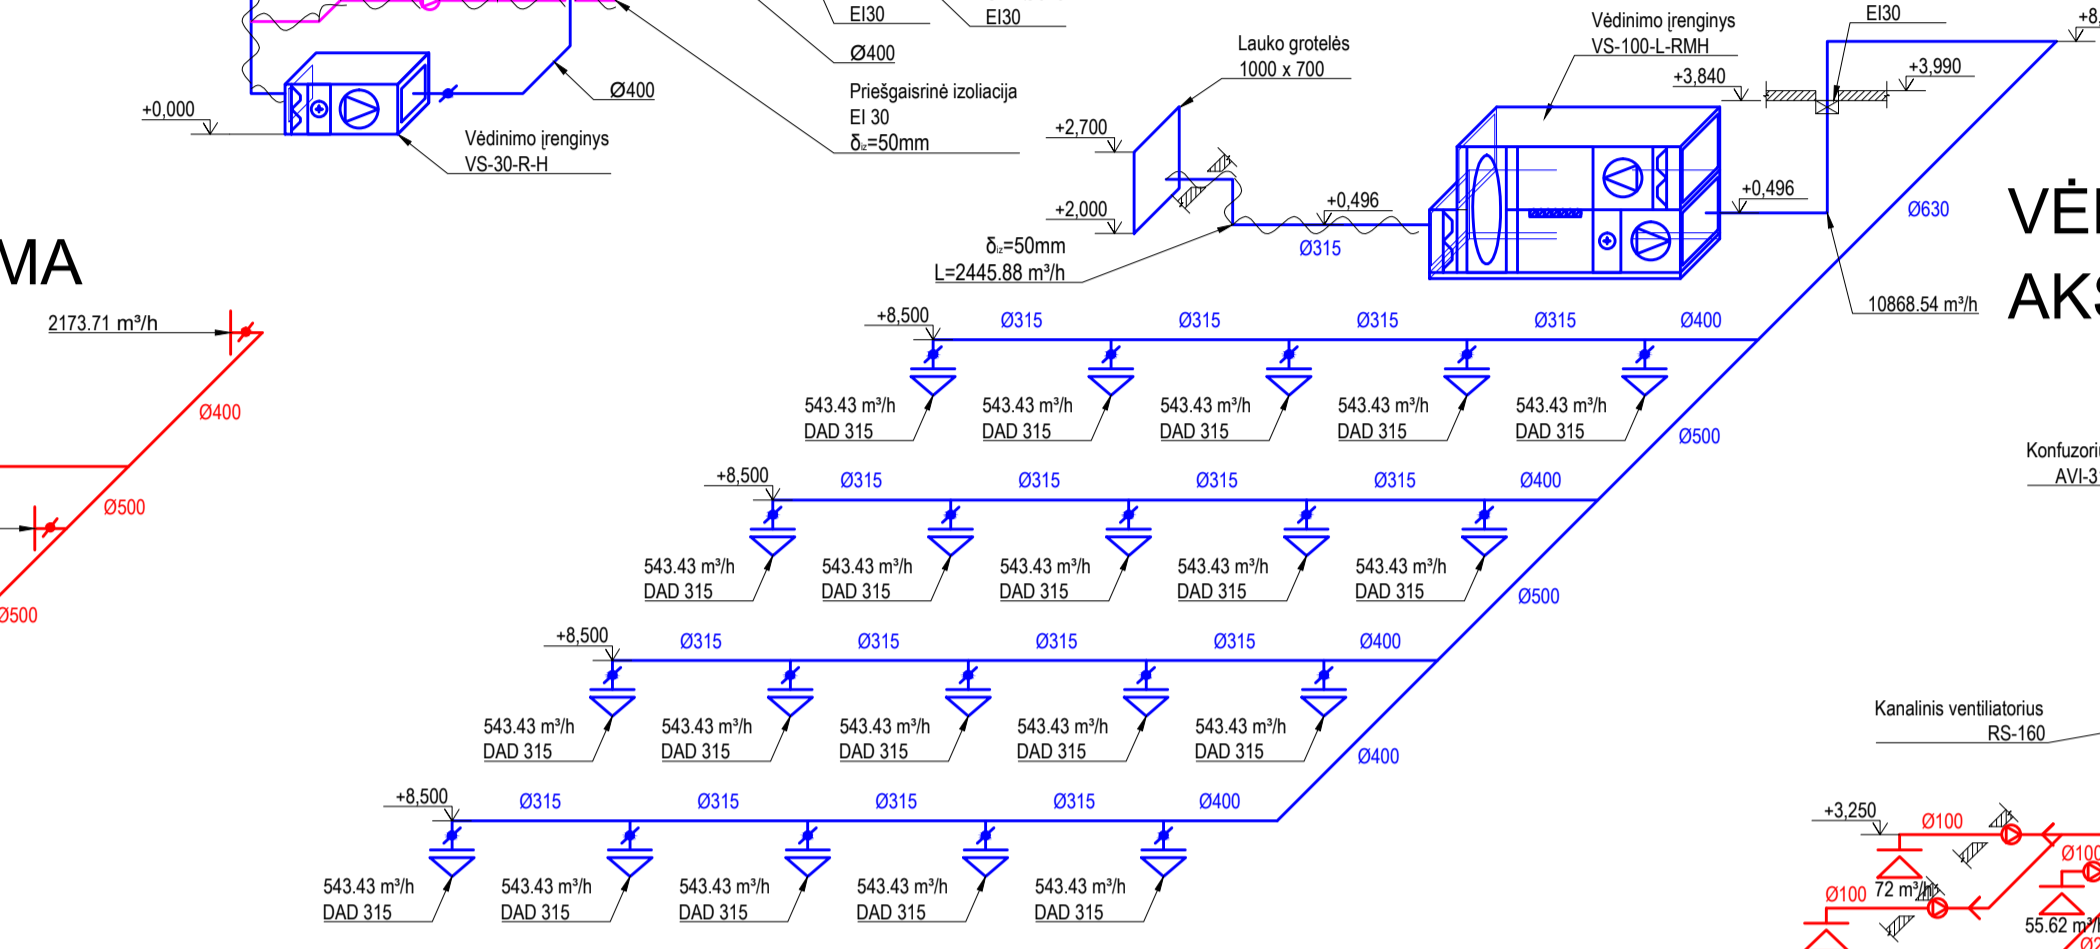 EI30
EI30
Ø400
Priešgaisrinė izoliacija
EI 30
δiz=50mm
Ø400
+0,000
Vėdinimo įrenginys
VS-30-R-H
Lauko grotelės
1000 x 700
+2,700
+2,000
δiz=50mm
L=2445.88 m³/h
+0,496
Ø315
Vėdinimo įrenginys
VS-100-L-RMH
+3,840
EI30
+8,
+3,990
+0,496
Ø630
10868.54 m³/h
VĖ
AKS
MA
2173.71 m³/h
Ø400
Ø500
Ø500
+8,500
Ø315
Ø315
Ø315
Ø315
Ø400
543.43 m³/h
DAD 315
543.43 m³/h
DAD 315
543.43 m³/h
DAD 315
543.43 m³/h
DAD 315
543.43 m³/h
DAD 315
Ø500
+8,500
Ø315
Ø315
Ø315
Ø315
Ø400
543.43 m³/h
DAD 315
543.43 m³/h
DAD 315
543.43 m³/h
DAD 315
543.43 m³/h
DAD 315
543.43 m³/h
DAD 315
Ø500
+8,500
Ø315
Ø315
Ø315
Ø315
Ø400
543.43 m³/h
DAD 315
543.43 m³/h
DAD 315
543.43 m³/h
DAD 315
543.43 m³/h
DAD 315
543.43 m³/h
DAD 315
Ø400
+8,500
Ø315
Ø315
Ø315
Ø315
Ø400
543.43 m³/h
DAD 315
543.43 m³/h
DAD 315
543.43 m³/h
DAD 315
543.43 m³/h
DAD 315
543.43 m³/h
DAD 315
Konfuzoriu
AVI-3
Kanalinis ventiliatorius
RS-160
+3,250
Ø100
Ø100
Ø100
72 m³/h
55.62 m³/h